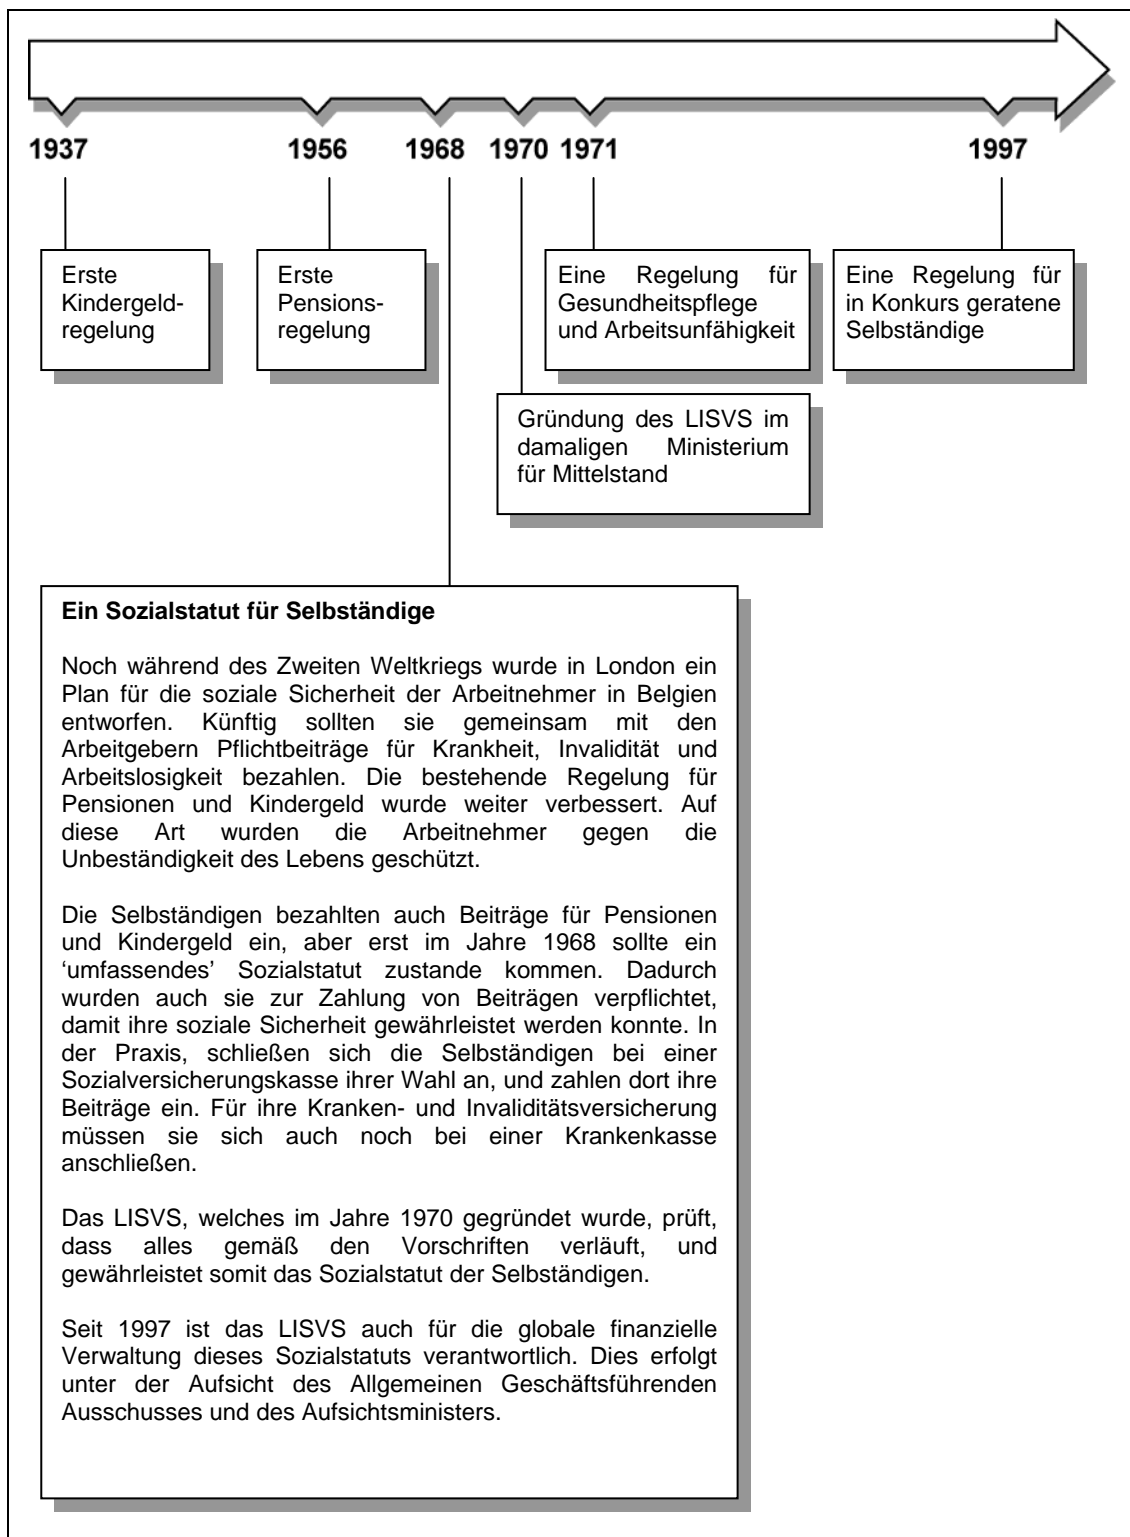 1937 1956 1968 1970 1971 1997
Erste
Kindergeld-
regelung
Erste
Pensions-
regelung
Eine Regelung für
Gesundheitspflege
und Arbeitsunfähigkeit
Eine Regelung für
in Konkurs geratene
Selbständige
Gründung des LISVS im
damaligen Ministerium
für Mittelstand
Ein Sozialstatut für Selbständige
Noch während des Zweiten Weltkriegs wurde in London ein
Plan für die soziale Sicherheit der Arbeitnehmer in Belgien
entworfen. Künftig sollten sie gemeinsam mit den
Arbeitgebern Pflichtbeiträge für Krankheit, Invalidität und
Arbeitslosigkeit bezahlen. Die bestehende Regelung für
Pensionen und Kindergeld wurde weiter verbessert. Auf
diese Art wurden die Arbeitnehmer gegen die
Unbeständigkeit des Lebens geschützt.
Die Selbständigen bezahlten auch Beiträge für Pensionen
und Kindergeld ein, aber erst im Jahre 1968 sollte ein
‘umfassendes’ Sozialstatut zustande kommen. Dadurch
wurden auch sie zur Zahlung von Beiträgen verpflichtet,
damit ihre soziale Sicherheit gewährleistet werden konnte. In
der Praxis, schließen sich die Selbständigen bei einer
Sozialversicherungskasse ihrer Wahl an, und zahlen dort ihre
Beiträge ein. Für ihre Kranken- und Invaliditätsversicherung
müssen sie sich auch noch bei einer Krankenkasse
anschließen.
Das LISVS, welches im Jahre 1970 gegründet wurde, prüft,
dass alles gemäß den Vorschriften verläuft, und
gewährleistet somit das Sozialstatut der Selbständigen.
Seit 1997 ist das LISVS auch für die globale finanzielle
Verwaltung dieses Sozialstatuts verantwortlich. Dies erfolgt
unter der Aufsicht des Allgemeinen Geschäftsführenden
Ausschusses und des Aufsichtsministers.